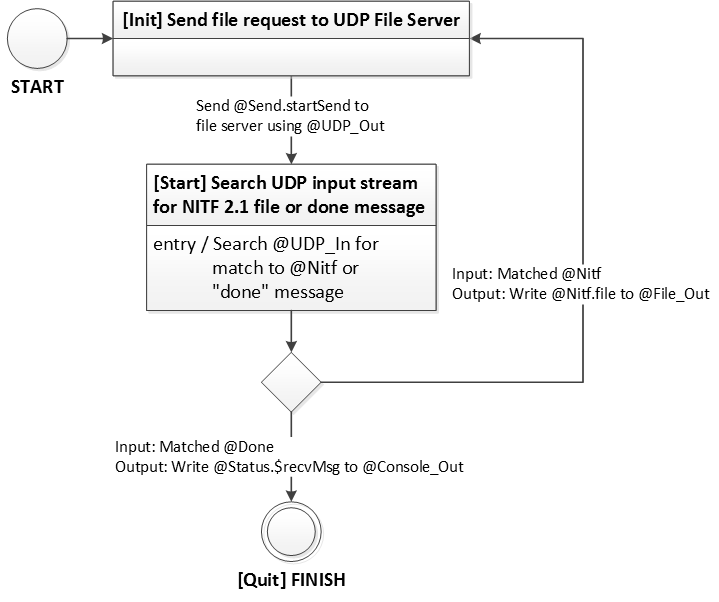 [Init] Send file request to UDP File Server
START
Send @Send.startSend to
file server using @UDP_Out
[Start] Search UDP input stream
for NITF 2.1 file or done message
entry / Search @UDP_In for
match to @Nitf or
"done" message
Input: Matched @Nitf
Output: Write @Nitf.file to @File_Out
Input: Matched @Done
Output: Write @Status.$recvMsg to @Console_Out
[Quit] FINISH